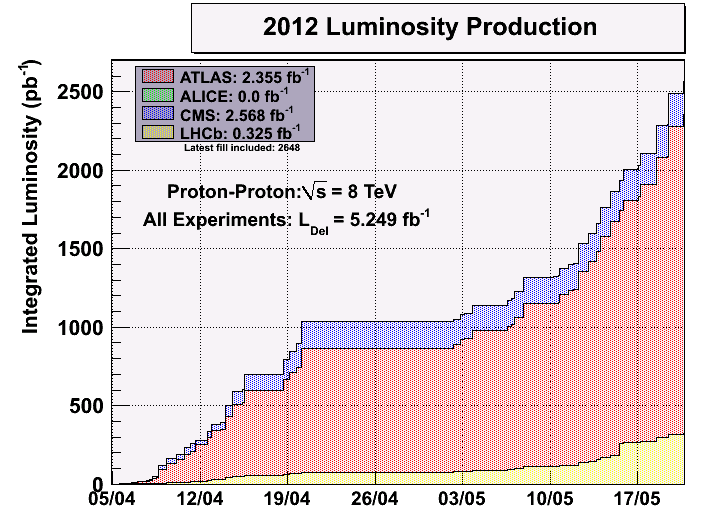 2012 Luminosity Production
Integrated Luminosity (pb⁻¹)
ATLAS: 2.355 fb⁻¹
ALICE: 0.0 fb⁻¹
CMS: 2.568 fb⁻¹
LHCb: 0.325 fb⁻¹
Latest fill included: 2648
Proton-Proton:√s = 8 TeV
All Experiments: L_Del = 5.249 fb⁻¹
2500
2000
1500
1000
500
0
05/04 12/04 19/04 26/04 03/05 10/05 17/05